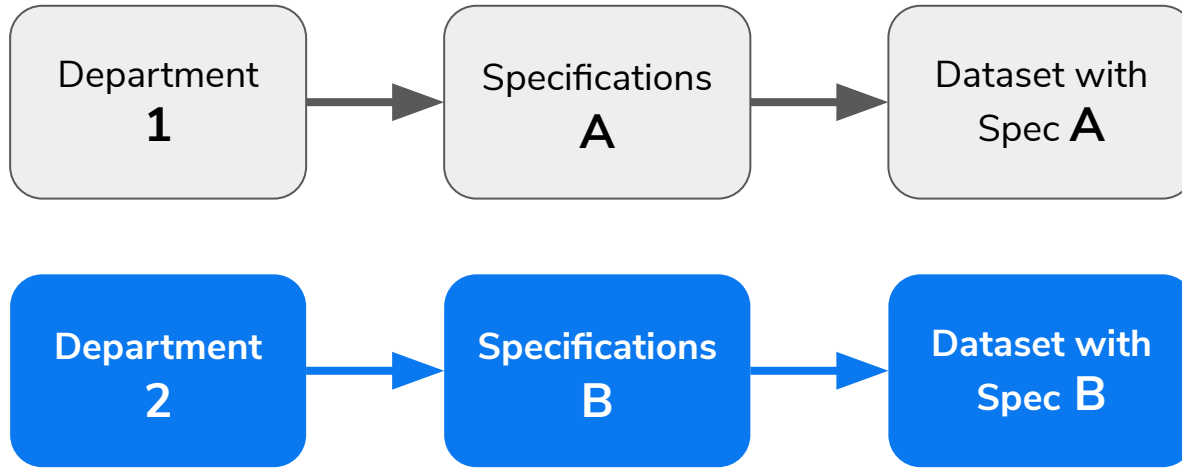 Department
1
Specifications
A
Dataset with
Spec A
Department
2
Specifications
B
Dataset with
Spec B